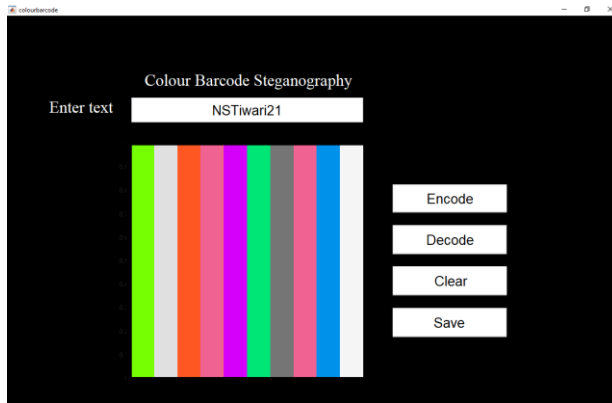 colourbarcode
Colour Barcode Steganography
Enter text
NSTiwari21
Encode
Decode
Clear
Save